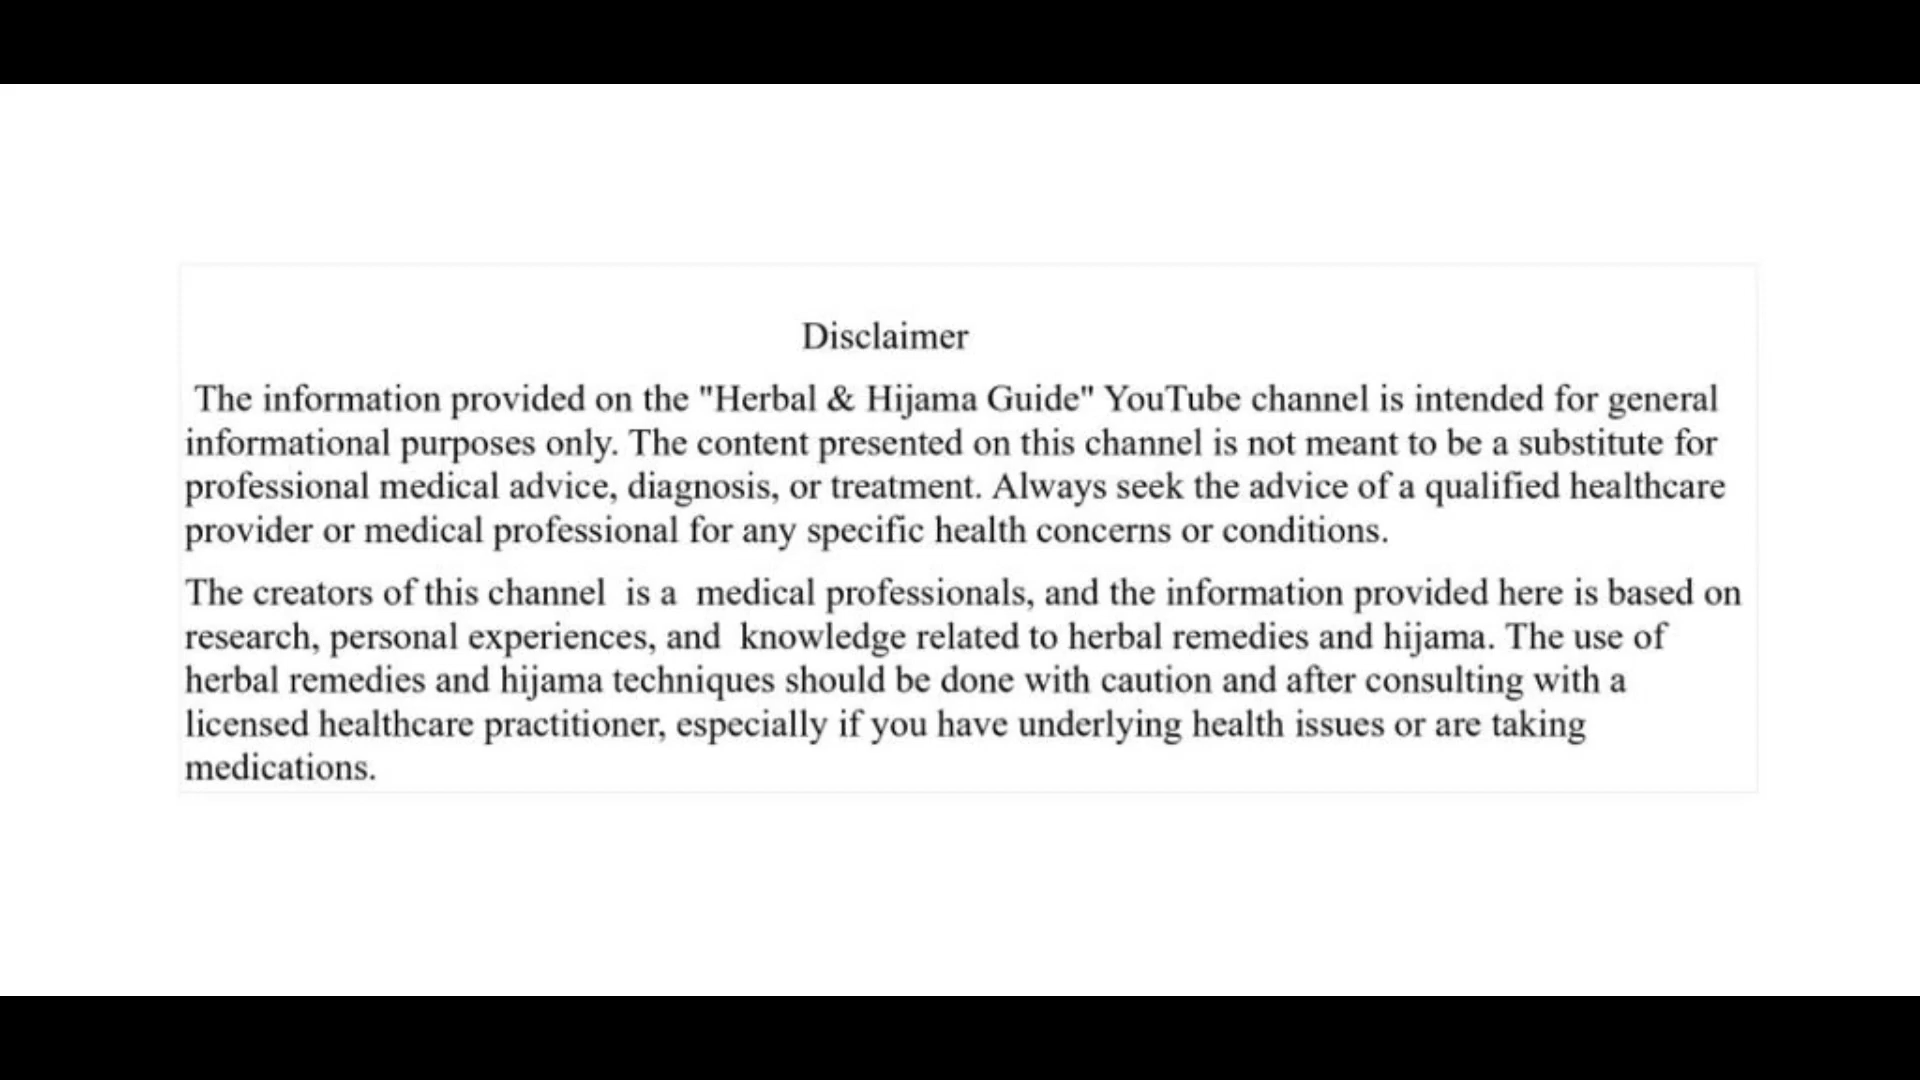 Disclaimer
The information provided on the "Herbal & Hijama Guide" YouTube channel is intended for general
informational purposes only. The content presented on this channel is not meant to be a substitute for
professional medical advice, diagnosis, or treatment. Always seek the advice of a qualified healthcare
provider or medical professional for any specific health concerns or conditions.
The creators of this channel  is a  medical professionals, and the information provided here is based on
research, personal experiences, and  knowledge related to herbal remedies and hijama. The use of
herbal remedies and hijama techniques should be done with caution and after consulting with a
licensed healthcare practitioner, especially if you have underlying health issues or are taking
medications.